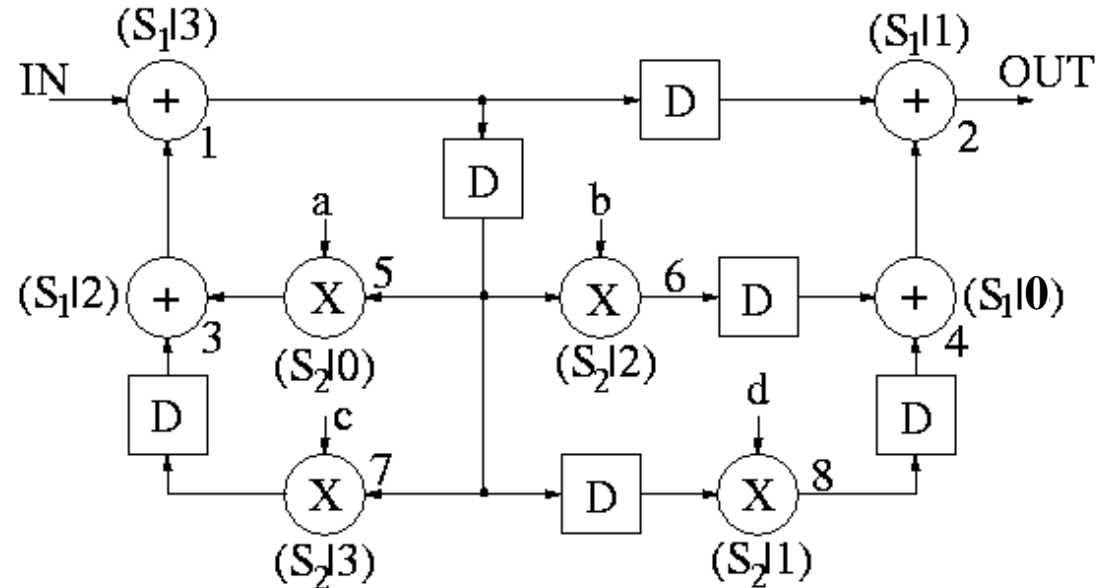 (S1|3) (S1|1)
IN + D + OUT
1 2
D
a b
(S1|2) + X 5 X 6 D + (S1|0)
3 4
(S2|0) (S2|2)
D c d D
X 7 D X 8
(S2|3) (S2|1)